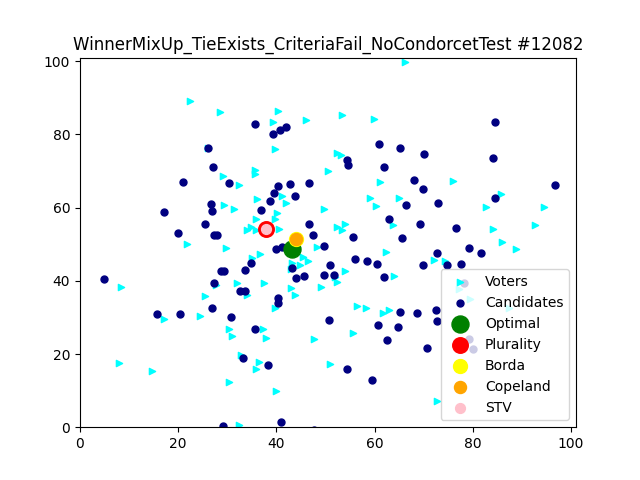 WinnerMixUp_TieExists_CriteriaFail_NoCondorcetTest #12082
100
80
60
40
20
0
0 20 40 60 80 100
Voters
Candidates
Optimal
Plurality
Borda
Copeland
STV